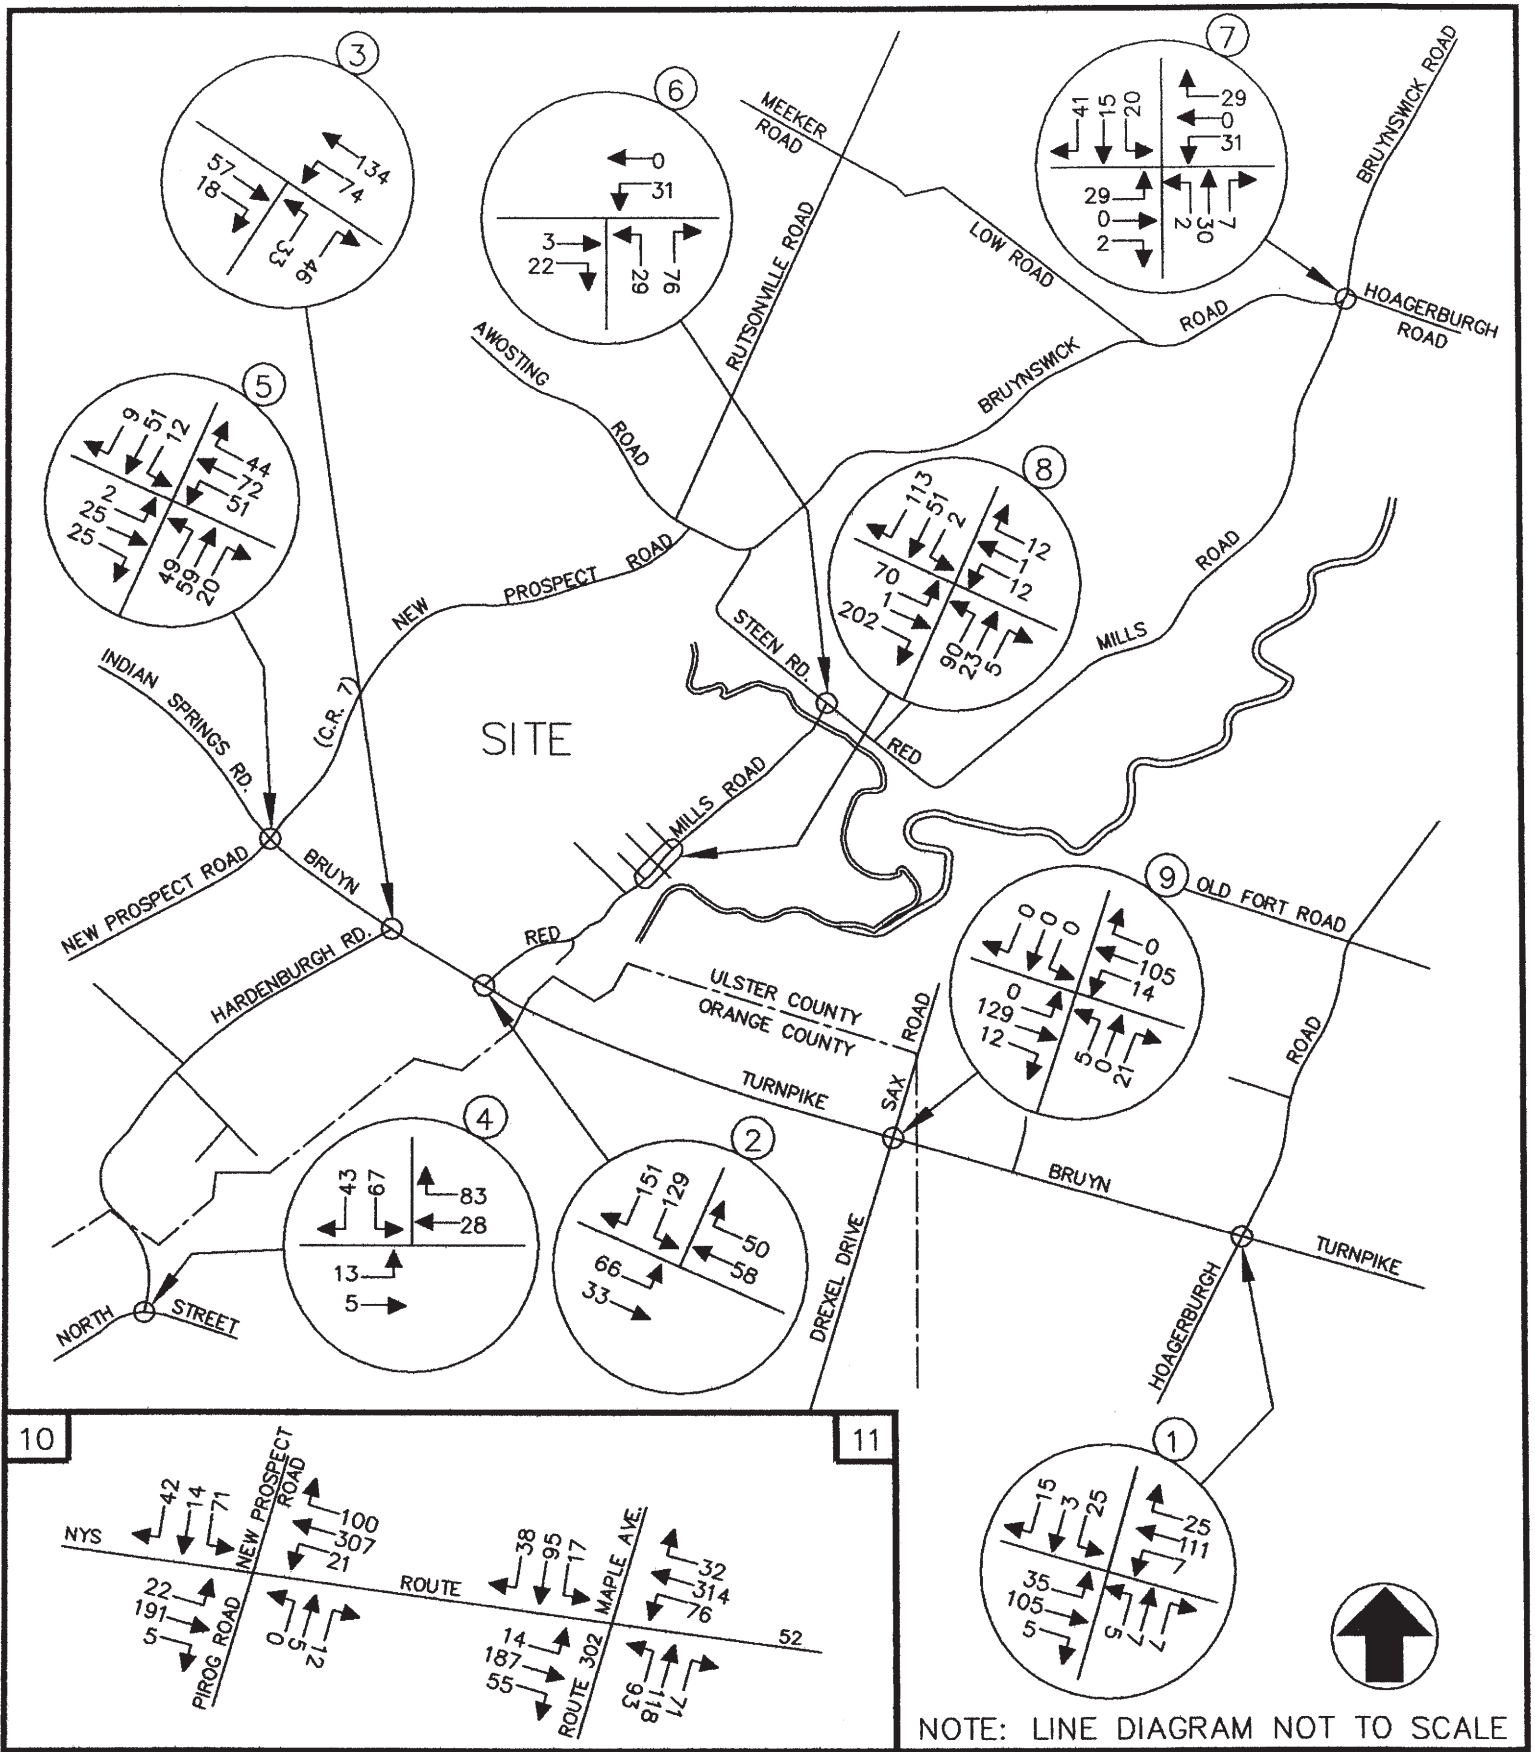 3
134
74
57
18
33
46
6
0
31
3
22
29
76
MEEKER
ROAD
7
41
15
20
29
0
31
29
0
2
2
30
7
BRUYNSWICK ROAD
LOW ROAD
RUTSONVILLE ROAD
HOAGERBURGH
ROAD
AWOSTING
ROAD
BRUYNSWICK
ROAD
5
9
51
12
44
72
51
2
25
25
49
59
20
8
113
51
2
12
1
12
70
1
202
90
23
5
NEW
PROSPECT
ROAD
(C.R. 7)
STEEN RD.
RED
MILLS
ROAD
INDIAN
SPRINGS
RD.
SITE
MILLS ROAD
RED
NEW PROSPECT ROAD
BRUYN
HARDENBURGH RD.
9
0
0
0
0
105
14
0
129
12
5
0
21
OLD FORT ROAD
ULSTER COUNTY
ORANGE COUNTY
SAX
ROAD
TURNPIKE
BRUYN
TURNPIKE
ROAD
HOAGERBURGH
DREXEL DRIVE
4
43
67
83
28
13
5
2
151
129
50
58
66
33
NORTH
STREET
1
15
3
25
25
111
7
35
105
5
5
7
7
10
11
NYS
42
14
71
NEW PROSPECT
ROAD
100
307
21
22
191
5
PIROG ROAD
0
5
12
ROUTE
38
95
17
MAPLE AVE.
32
314
76
14
187
55
ROUTE 302
93
118
71
52
NOTE: LINE DIAGRAM NOT TO SCALE